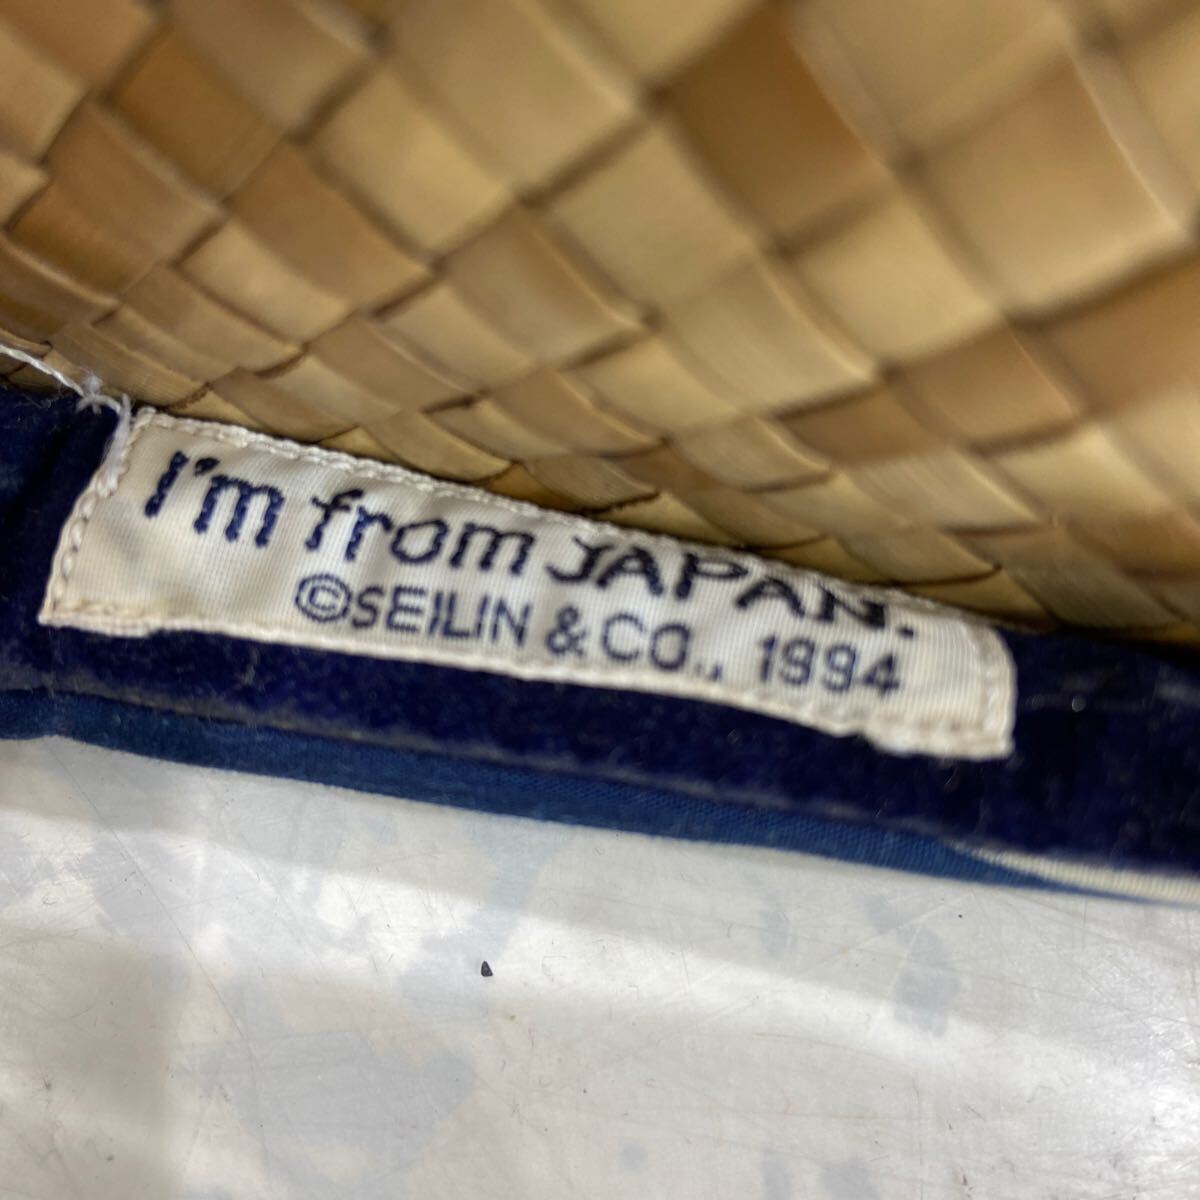 I'm from JAPAN.
©SEILIN & CO., 1994